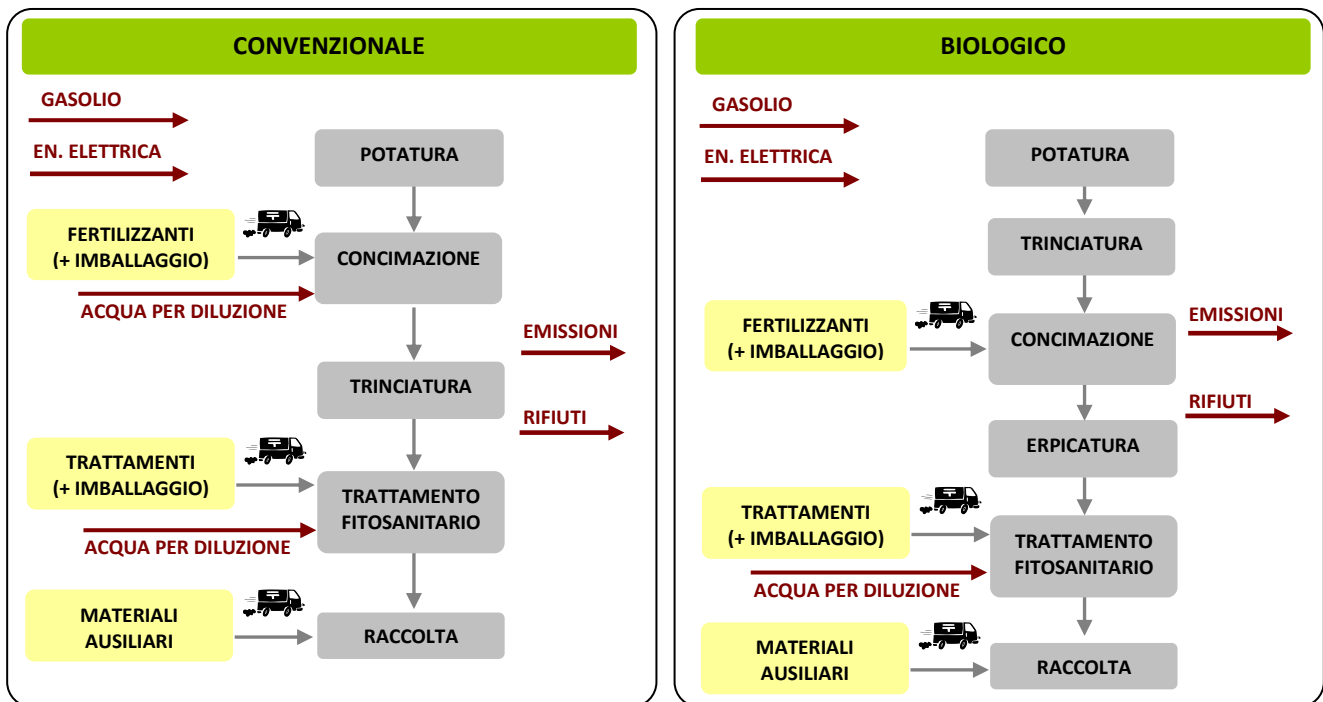 CONVENZIONALE
GASOLIO
EN. ELETTRICA
POTATURA
FERTILIZZANTI
(+ IMBALLAGGIO)
CONCIMAZIONE
ACQUA PER DILUZIONE
EMISSIONI
TRINCIATURA
RIFIUTI
TRATTAMENTI
(+ IMBALLAGGIO)
TRATTAMENTO
FITOSANITARIO
ACQUA PER DILUZIONE
MATERIALI
AUSILIARI
RACCOLTA
BIOLOGICO
GASOLIO
EN. ELETTRICA
POTATURA
TRINCIATURA
FERTILIZZANTI
(+ IMBALLAGGIO)
CONCIMAZIONE
EMISSIONI
RIFIUTI
ERPICATURA
TRATTAMENTI
(+ IMBALLAGGIO)
TRATTAMENTO
FITOSANITARIO
ACQUA PER DILUZIONE
MATERIALI
AUSILIARI
RACCOLTA